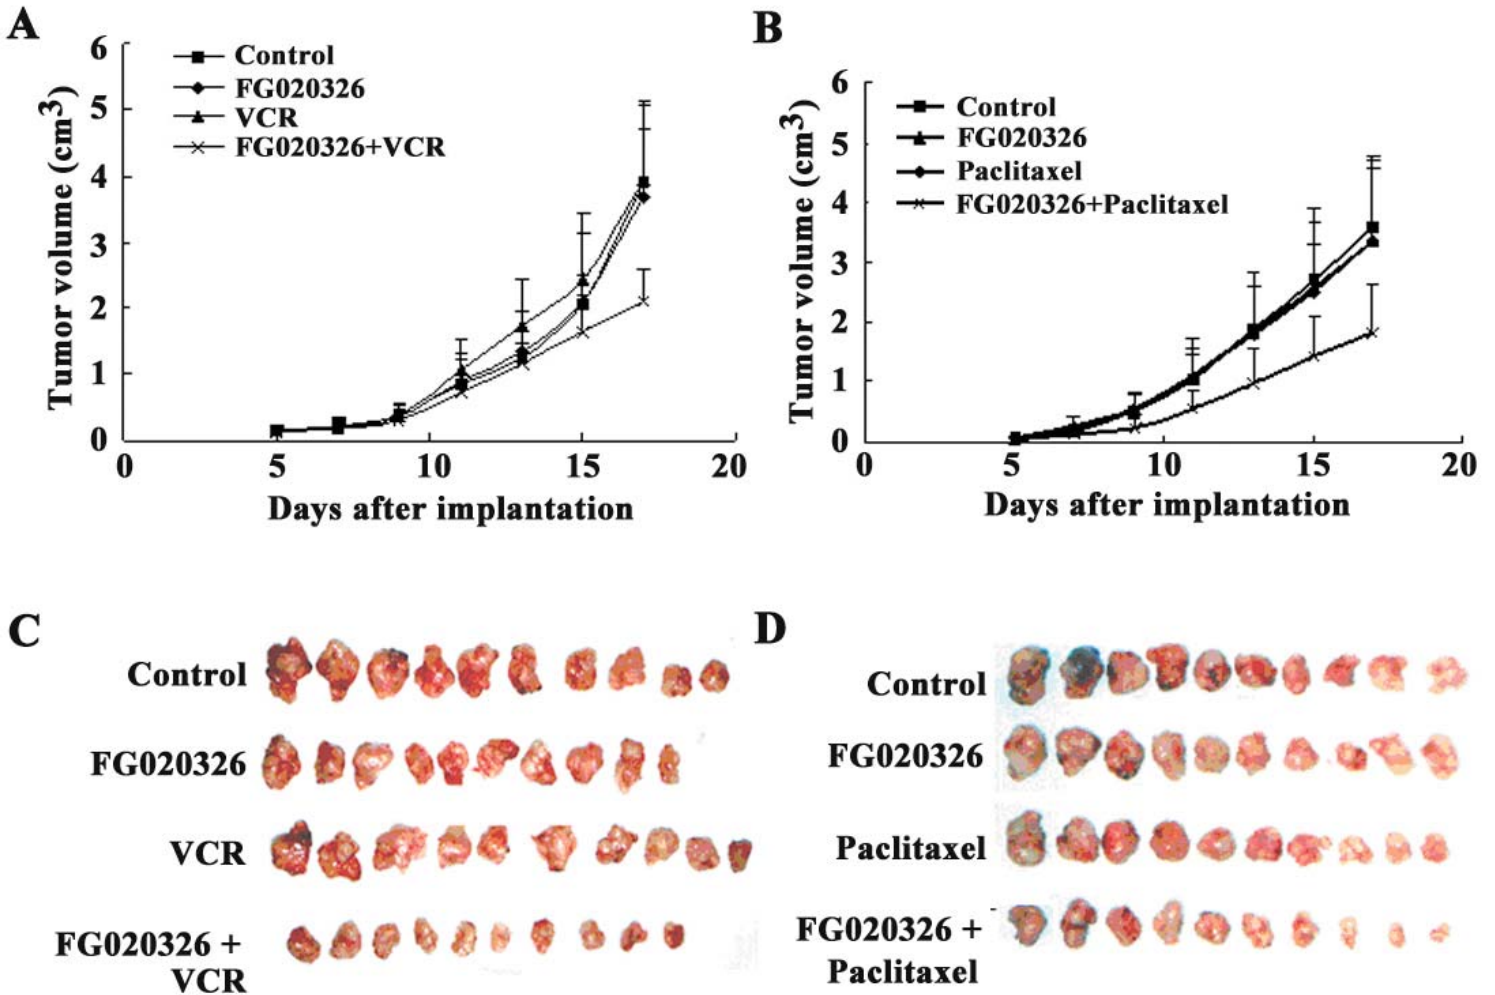 A
6
5
4
3
2
1
0
Tumor volume (cm3)
Control
FG020326
VCR
FG020326+VCR
0
5
10
15
20
Days after implantation
B
6
5
4
3
2
1
0
Tumor volume (cm3)
Control
FG020326
Paclitaxel
FG020326+Paclitaxel
0
5
10
15
20
Days after implantation
C
Control
FG020326
VCR
FG020326 +
VCR
D
Control
FG020326
Paclitaxel
FG020326 +
Paclitaxel